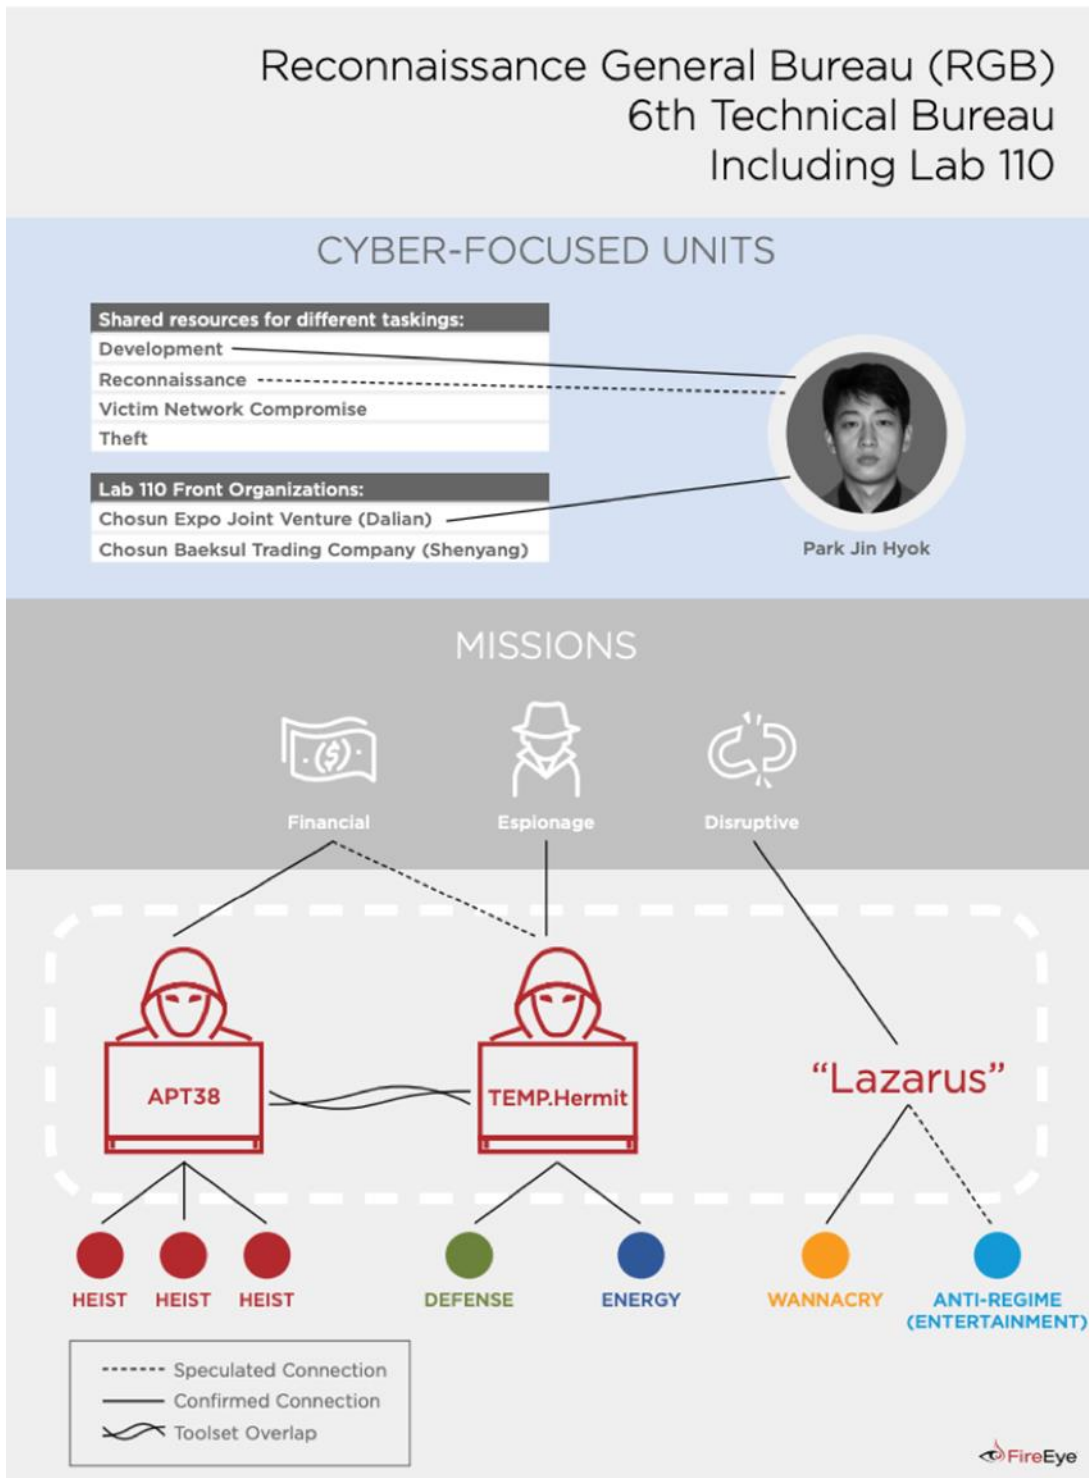 Reconnaissance General Bureau (RGB)
6th Technical Bureau
Including Lab 110
CYBER-FOCUSED UNITS
Shared resources for different taskings:
Development
Reconnaissance
Victim Network Compromise
Theft
Lab 110 Front Organizations:
Chosun Expo Joint Venture (Dalian)
Chosun Baeksul Trading Company (Shenyang)
Park Jin Hyok
MISSIONS
($)
Financial
Espionage
Disruptive
APT38
TEMP.Hermit
“Lazarus”
HEIST
HEIST
HEIST
DEFENSE
ENERGY
WANNACRY
ANTI-REGIME
(ENTERTAINMENT)
Speculated Connection
Confirmed Connection
Toolset Overlap
FireEye